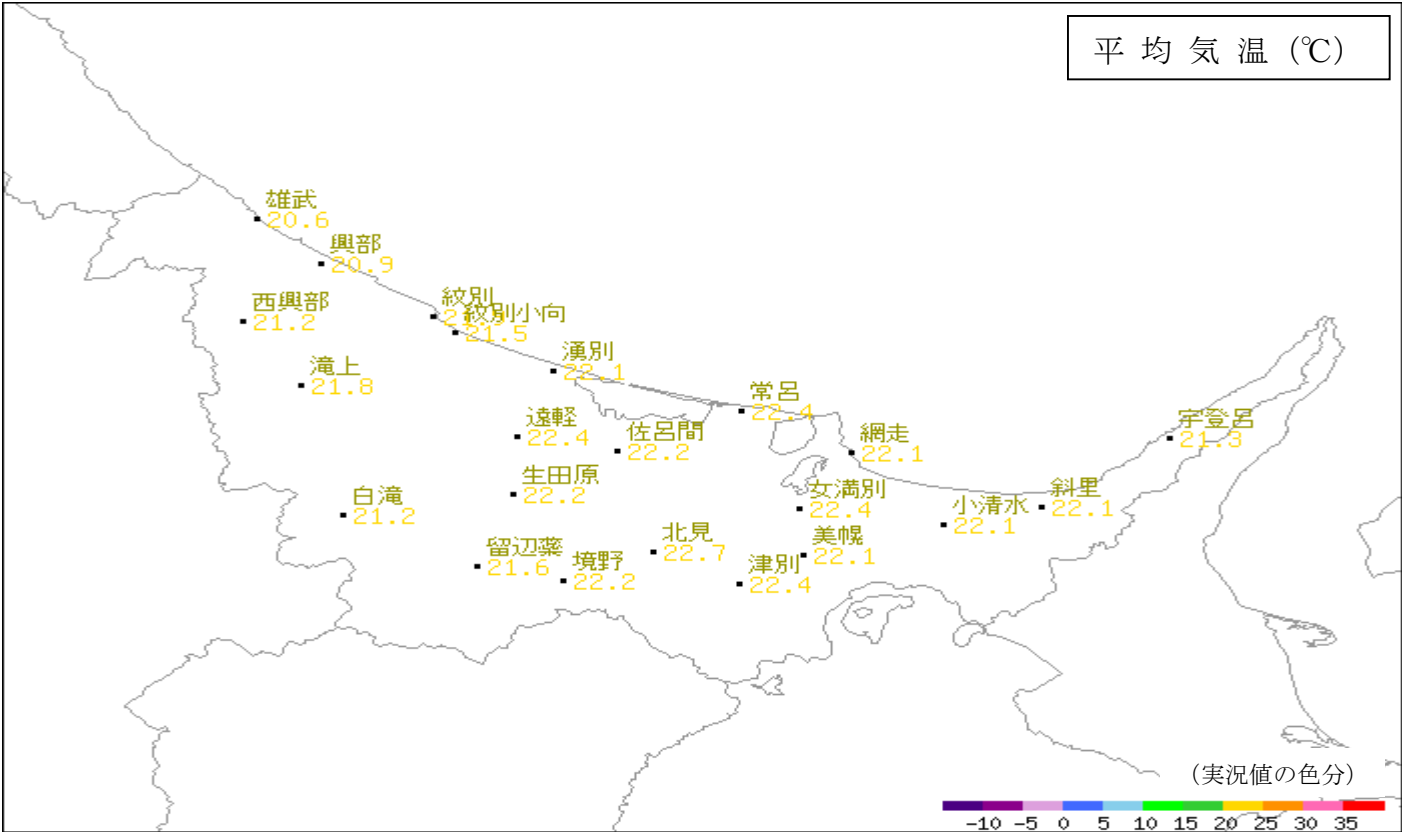 平均気温(℃)
雄武
20.6
興部
20.9
西興部
21.2
紋別
紋別小向
21.5
湧別
22.1
滝上
21.8
常呂
22.4
遠軽
22.4
佐呂間
22.2
網走
22.1
宇登呂
21.3
生田原
22.2
白滝
21.2
女満別
22.4
小清水
22.1
斜里
22.1
北見
22.7
美幌
22.1
留辺蘂
21.6
境野
22.2
津別
22.4
(実況値の色分)
-10 -5 0 5 10 15 20 25 30 35